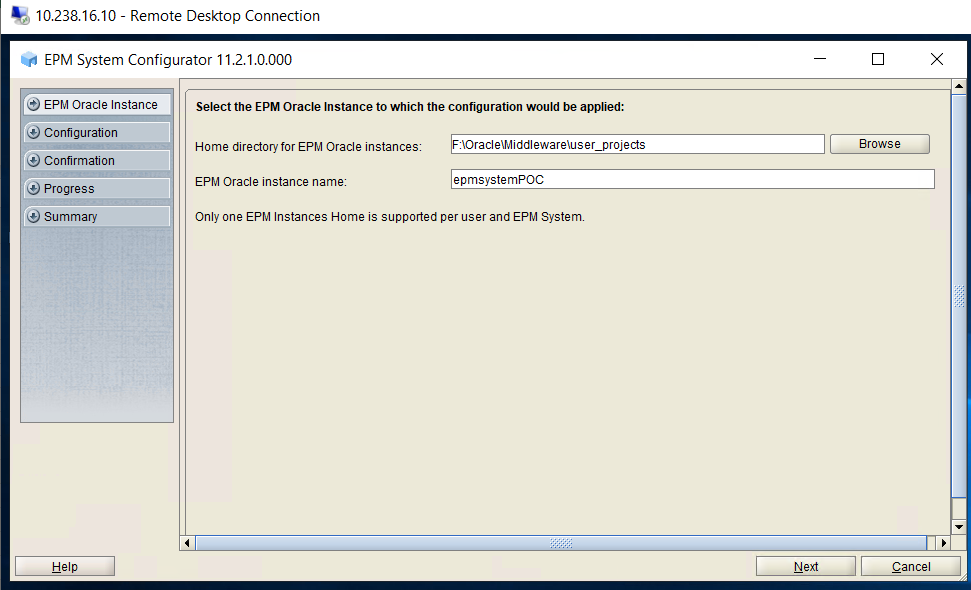 10.238.16.10 - Remote Desktop Connection
EPM System Configurator 11.2.1.0.000
EPM Oracle Instance
Configuration
Confirmation
Progress
Summary
Select the EPM Oracle Instance to which the configuration would be applied:
Home directory for EPM Oracle instances: F:\Oracle\Middleware\user_projects Browse
EPM Oracle instance name: epmsystemPOC
Only one EPM Instances Home is supported per user and EPM System.
Help Next Cancel